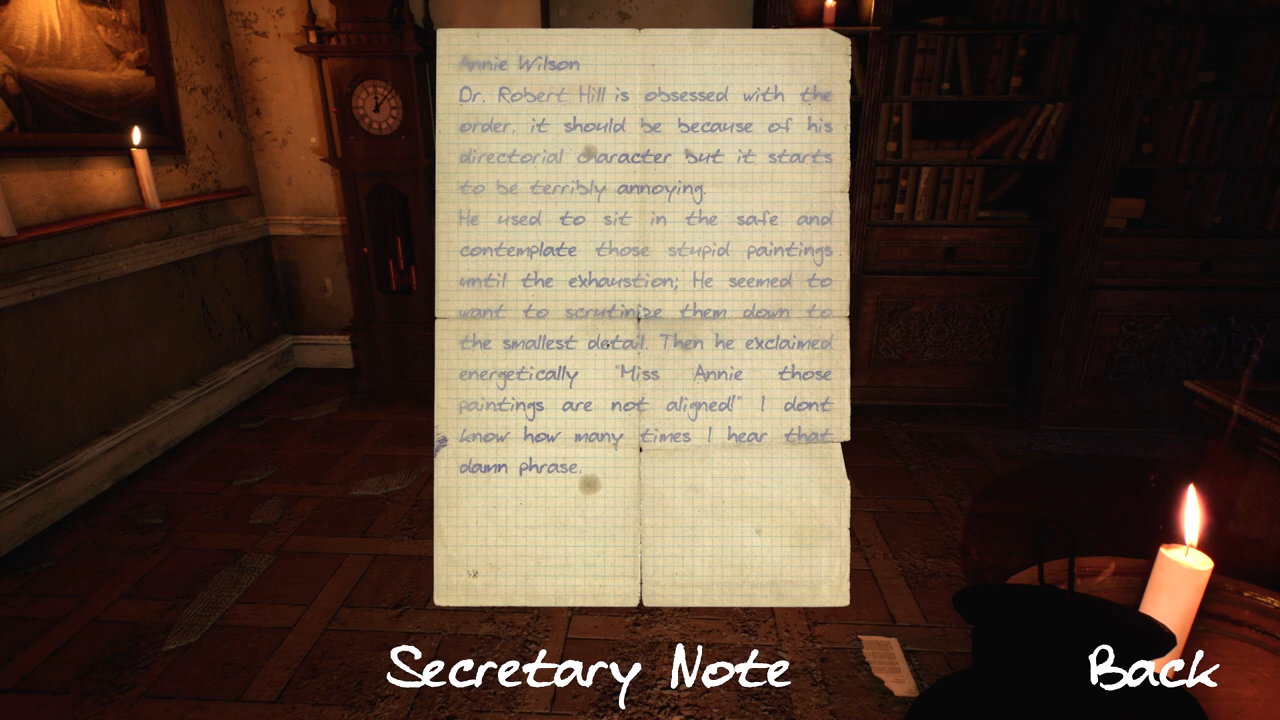 Annie Wilson
Dr. Robert Hill is obsessed with the
order, it should be because of his
directorial character but it starts
to be terribly annoying.
He used to sit in the safe and
contemplate those stupid paintings
until the exhaustion; He seemed to
want to scrutinize them down to
the smallest detail. Then he exclaimed
energetically "Miss Annie those
paintings are not aligned!" I dont
know how many times I hear that
damn phrase.
Secretary Note
Back